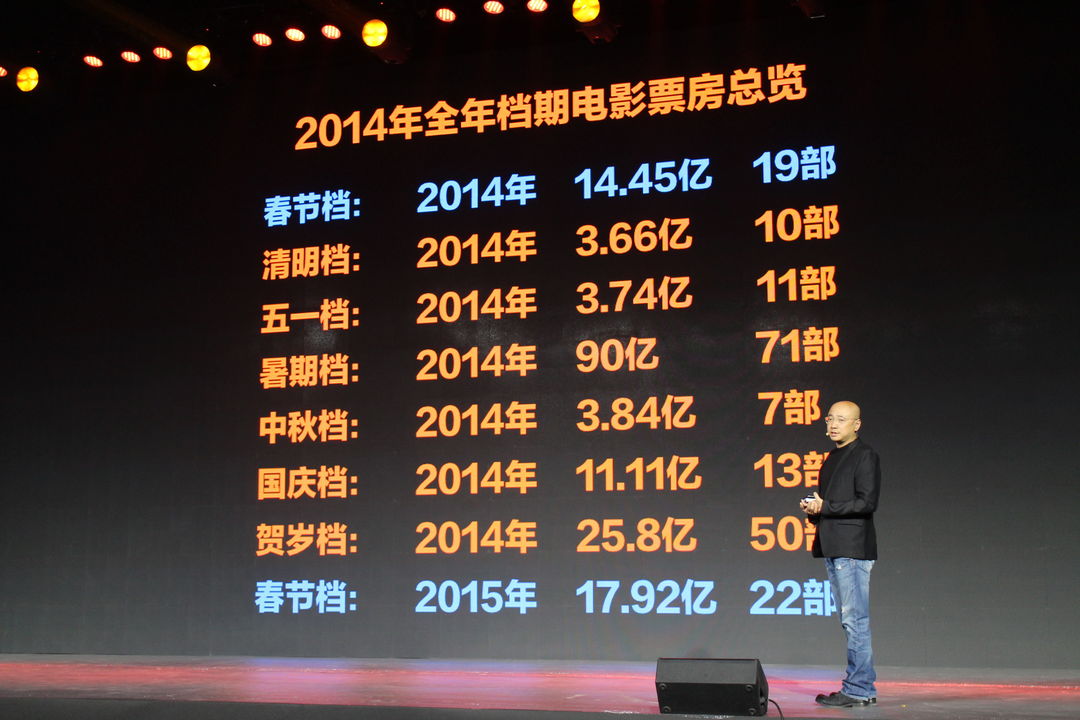 2014年全年档期电影票房总览
春节档: 2014年 14.45亿 19部
清明档: 2014年 3.66亿 10部
五一档: 2014年 3.74亿 11部
暑期档: 2014年 90亿 71部
中秋档: 2014年 3.84亿 7部
国庆档: 2014年 11.11亿 13部
贺岁档: 2014年 25.8亿 50部
春节档: 2015年 17.92亿 22部